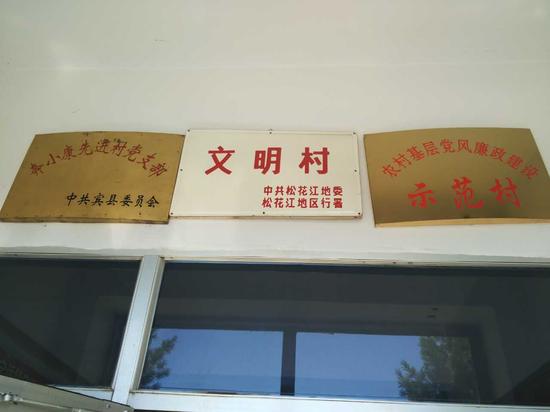 奔小康先进村党支部
中共宾县委员会
文明村
中共松花江地委
松花江地区行署
农村基层党风廉政建设
示范村